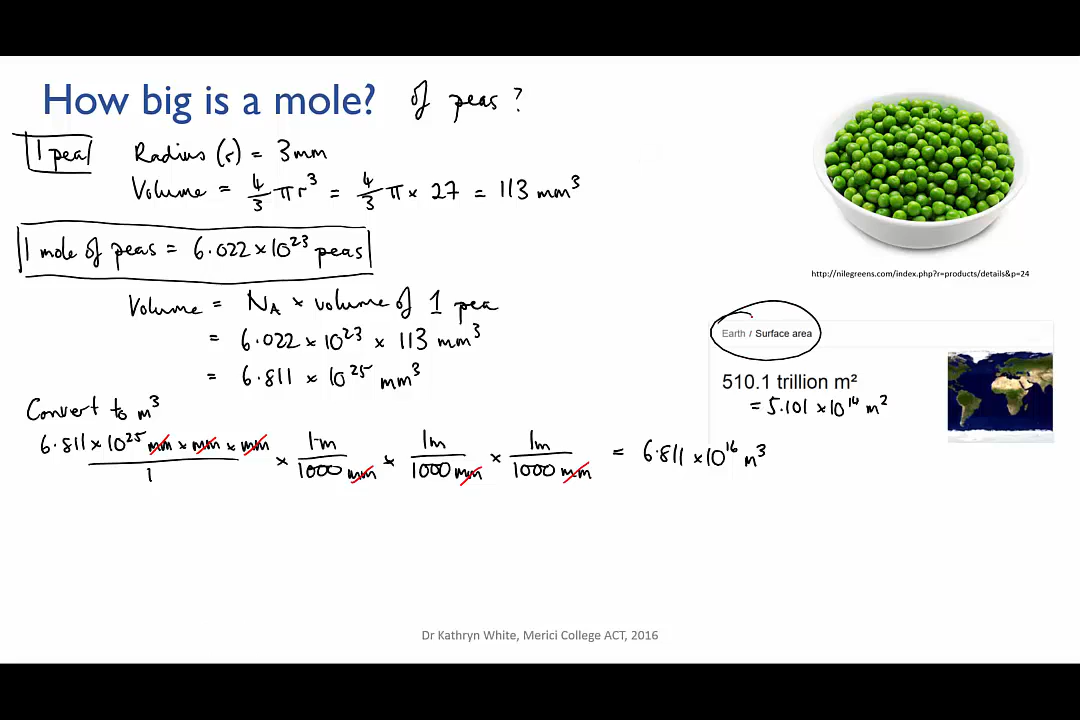 How big is a mole? of peas?
1 pea
Radius (r) = 3mm
Volume = 4/3 πr³ = 4/3 π × 27 = 113 mm³
1 mole of peas = 6.022×10²³ peas
http://nilegreens.com/index.php?r=products/details&p=24
Volume = N_A × volume of 1 pea
= 6.022 × 10²³ × 113 mm³
= 6.811 × 10²⁵ mm³
Earth / Surface area
510.1 trillion m²
= 5.101 × 10¹⁴ m²
Convert to m³
6.811 × 10²⁵ mm × mm × mm / 1 × 1m / 1000 mm × 1m / 1000 mm × 1m / 1000 mm = 6.811 × 10¹⁶ m³
Dr Kathryn White, Merici College ACT, 2016